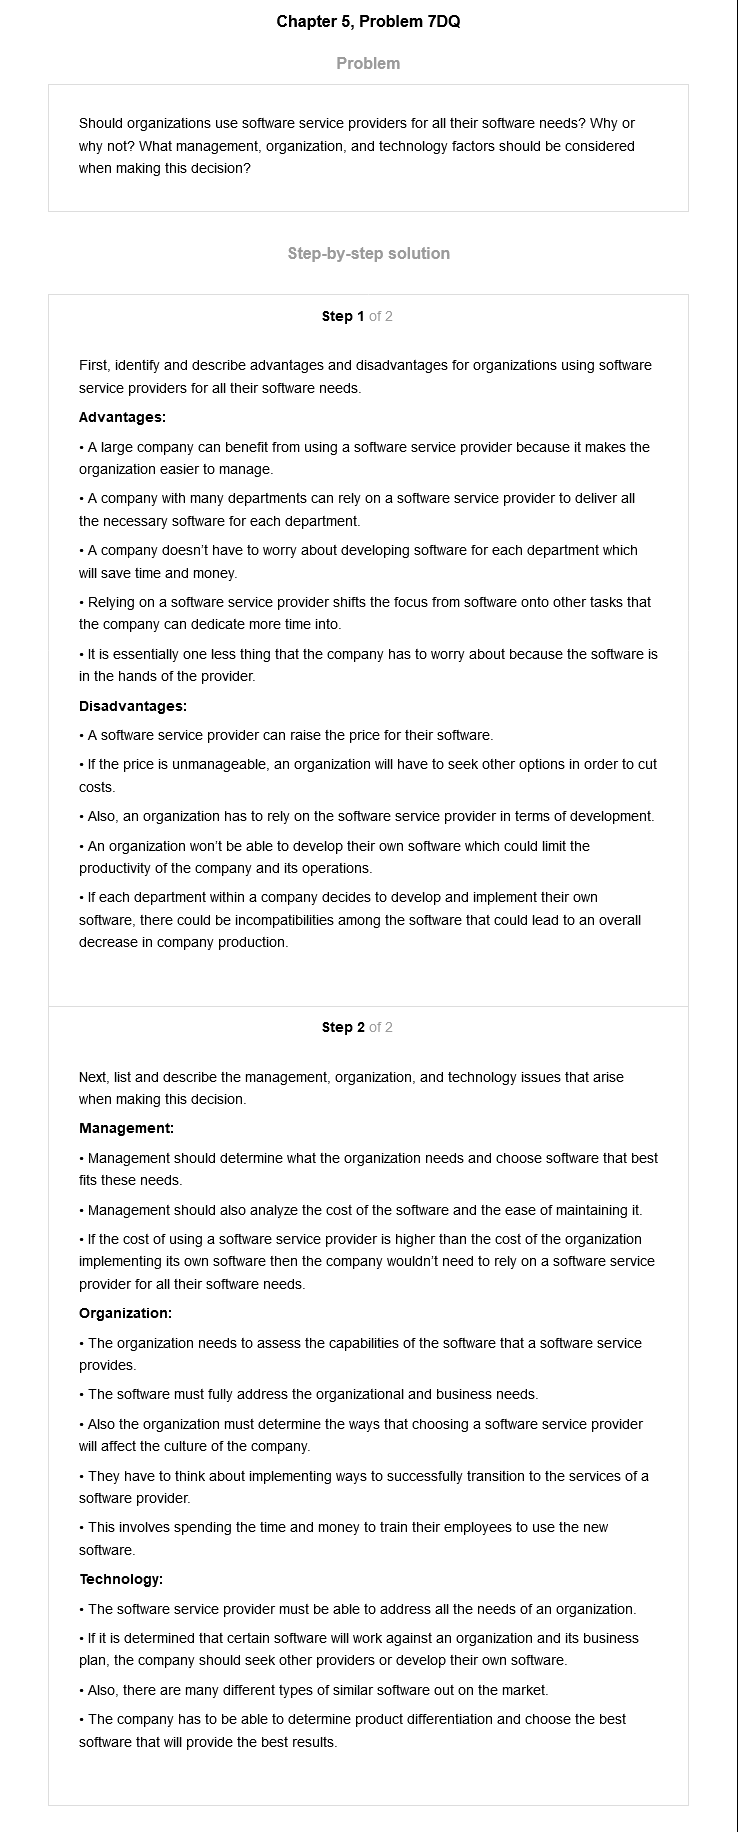 Chapter 5, Problem 7DQ
Problem
Should organizations use software service providers for all their software needs? Why or
why not? What management, organization, and technology factors should be considered
when making this decision?
Step-by-step solution
Step 1 of 2
First, identify and describe advantages and disadvantages for organizations using software
service providers for all their software needs.
Advantages:
• A large company can benefit from using a software service provider because it makes the
organization easier to manage.
• A company with many departments can rely on a software service provider to deliver all
the necessary software for each department.
• A company doesn’t have to worry about developing software for each department which
will save time and money.
• Relying on a software service provider shifts the focus from software onto other tasks that
the company can dedicate more time into.
• It is essentially one less thing that the company has to worry about because the software is
in the hands of the provider.
Disadvantages:
• A software service provider can raise the price for their software.
• If the price is unmanageable, an organization will have to seek other options in order to cut
costs.
• Also, an organization has to rely on the software service provider in terms of development.
• An organization won’t be able to develop their own software which could limit the
productivity of the company and its operations.
• If each department within a company decides to develop and implement their own
software, there could be incompatibilities among the software that could lead to an overall
decrease in company production.
Step 2 of 2
Next, list and describe the management, organization, and technology issues that arise
when making this decision.
Management:
• Management should determine what the organization needs and choose software that best
fits these needs.
• Management should also analyze the cost of the software and the ease of maintaining it.
• If the cost of using a software service provider is higher than the cost of the organization
implementing its own software then the company wouldn’t need to rely on a software service
provider for all their software needs.
Organization:
• The organization needs to assess the capabilities of the software that a software service
provides.
• The software must fully address the organizational and business needs.
• Also the organization must determine the ways that choosing a software service provider
will affect the culture of the company.
• They have to think about implementing ways to successfully transition to the services of a
software provider.
• This involves spending the time and money to train their employees to use the new
software.
Technology:
• The software service provider must be able to address all the needs of an organization.
• If it is determined that certain software will work against an organization and its business
plan, the company should seek other providers or develop their own software.
• Also, there are many different types of similar software out on the market.
• The company has to be able to determine product differentiation and choose the best
software that will provide the best results.